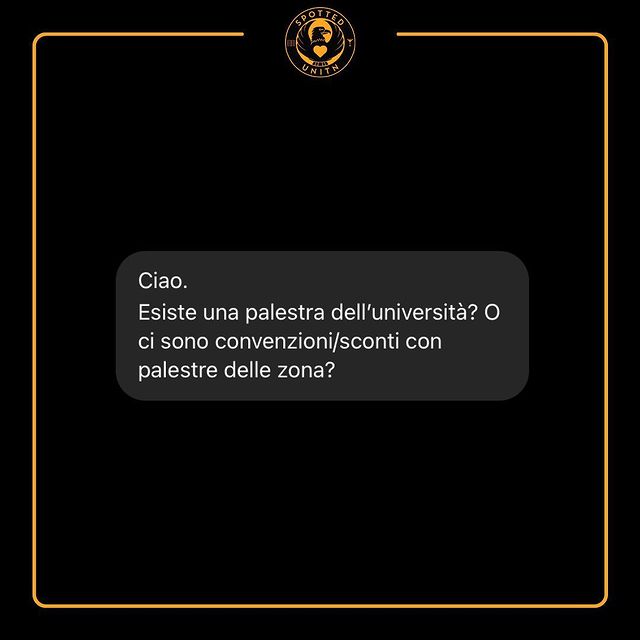 SPOTTED
UNITN
Ciao.
Esiste una palestra dell’università? O
ci sono convenzioni/sconti con
palestre delle zona?